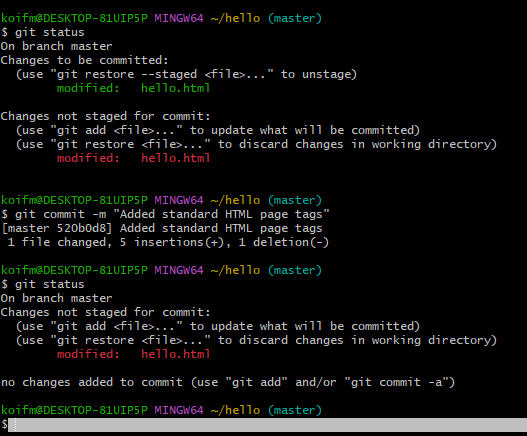 koifm@DESKTOP-81UIP5P MINGW64 ~/hello (master)
$ git status
On branch master
Changes to be committed:
  (use "git restore --staged <file>..." to unstage)
        modified:   hello.html

Changes not staged for commit:
  (use "git add <file>..." to update what will be committed)
  (use "git restore <file>..." to discard changes in working directory)
        modified:   hello.html


koifm@DESKTOP-81UIP5P MINGW64 ~/hello (master)
$ git commit -m "Added standard HTML page tags"
[master 520b0d8] Added standard HTML page tags
 1 file changed, 5 insertions(+), 1 deletion(-)

koifm@DESKTOP-81UIP5P MINGW64 ~/hello (master)
$ git status
On branch master
Changes not staged for commit:
  (use "git add <file>..." to update what will be committed)
  (use "git restore <file>..." to discard changes in working directory)
        modified:   hello.html

no changes added to commit (use "git add" and/or "git commit -a")

koifm@DESKTOP-81UIP5P MINGW64 ~/hello (master)
$